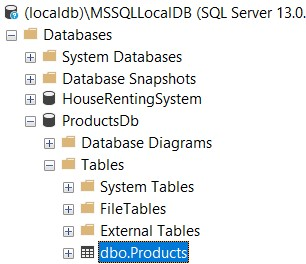 (localdb)\MSSQLLocalDB (SQL Server 13.0.
Databases
System Databases
Database Snapshots
HouseRentingSystem
ProductsDb
Database Diagrams
Tables
System Tables
FileTables
External Tables
dbo.Products